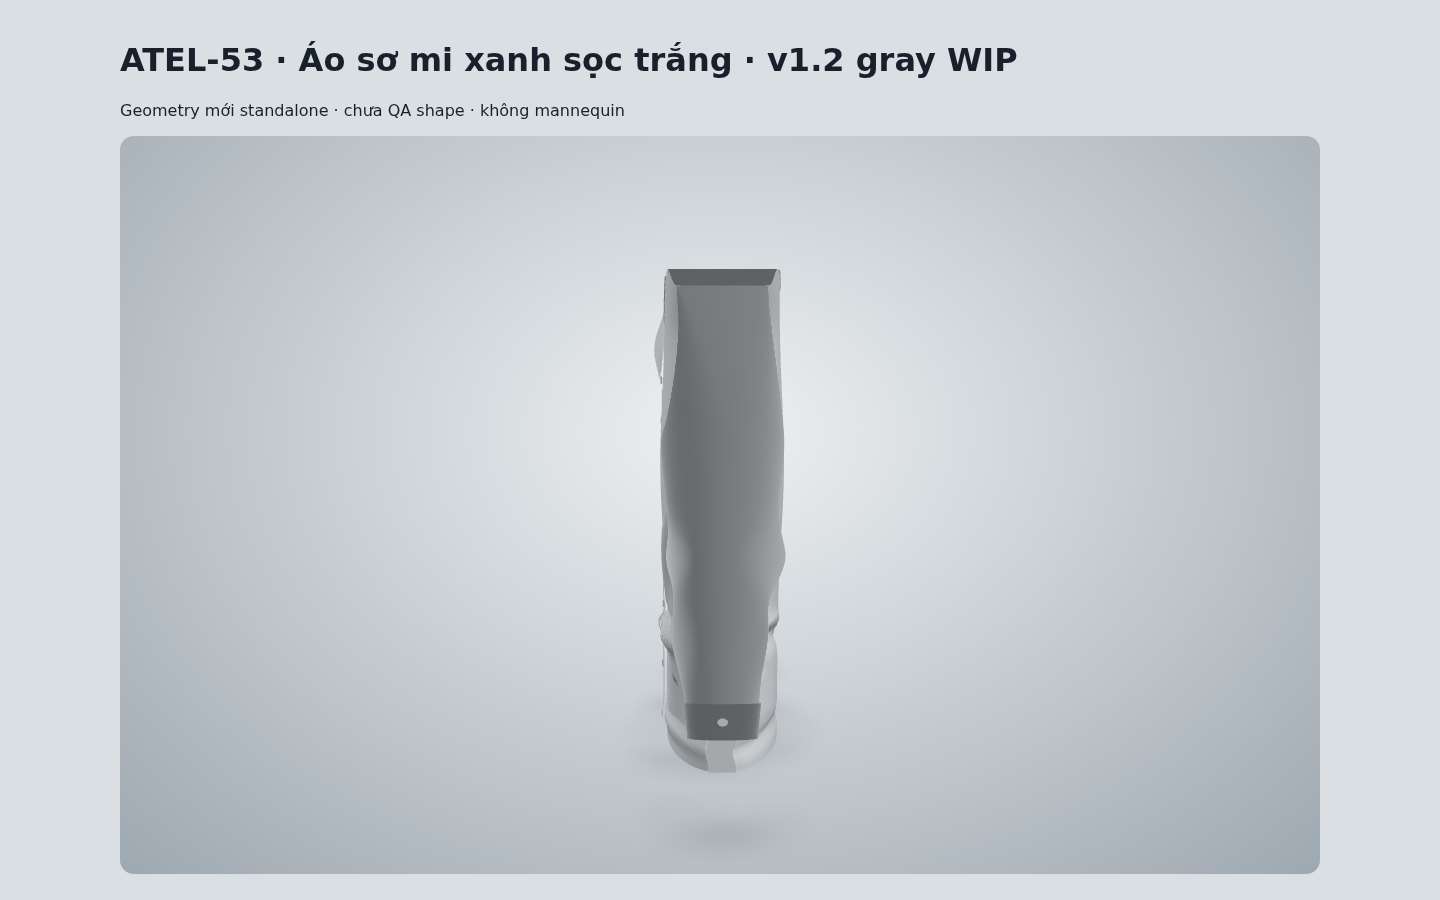 ATEL-53 · Áo sơ mi xanh sọc trắng · v1.2 gray WIP
Geometry mới standalone · chưa QA shape · không mannequin